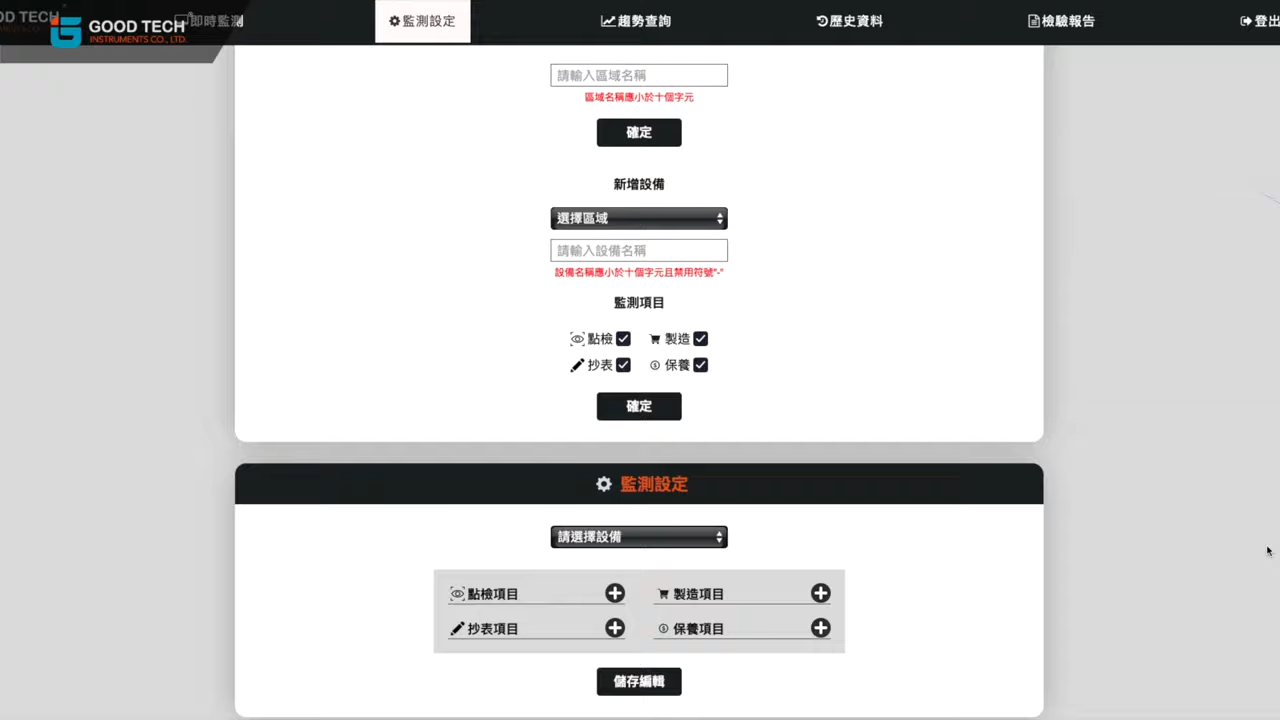 OD TECH
GOOD TECH
INSTRUMENTS CO., LTD.
即時監測
監測設定
趨勢查詢
歷史資料
檢驗報告
登出
請輸入區域名稱
區域名稱應小於十個字元
確定
新增設備
選擇區域
請輸入設備名稱
設備名稱應小於十個字元且禁用符號"-"
監測項目
點檢 製造
抄表 保養
確定
監測設定
請選擇設備
點檢項目 製造項目
抄表項目 保養項目
儲存編輯